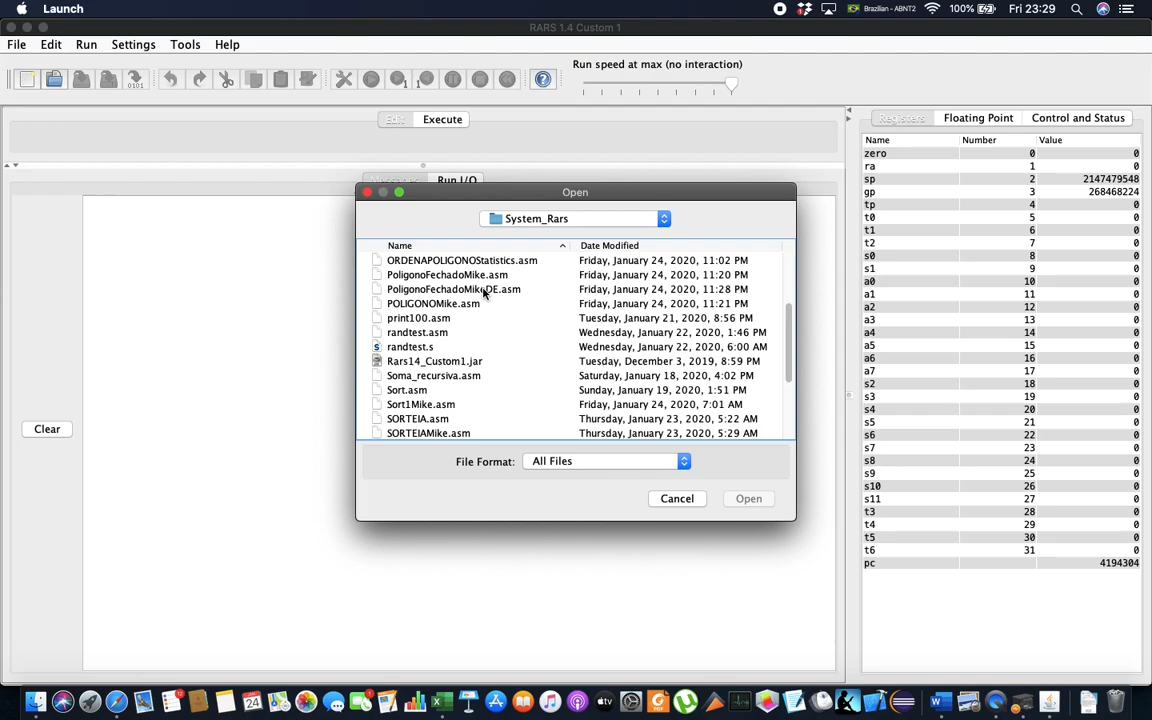 Launch
Brazilian - ABNT2
100%
Fri 23:29
RARS 1.4 Custom 1
File Edit Run Settings Tools Help
Run speed at max (no interaction)
Edit Execute
Run I/O
Clear
Open
System_Rars
Name Date Modified
ORDENAPOLIGONOStatistics.asm Friday, January 24, 2020, 11:02 PM
PoligonoFechadoMike.asm Friday, January 24, 2020, 11:20 PM
PoligonoFechadoMikeDE.asm Friday, January 24, 2020, 11:28 PM
POLIGONOMike.asm Friday, January 24, 2020, 11:21 PM
print100.asm Tuesday, January 21, 2020, 8:56 PM
randtest.asm Wednesday, January 22, 2020, 1:46 PM
randtest.s Wednesday, January 22, 2020, 6:00 AM
Rars14_Custom1.jar Tuesday, December 3, 2019, 8:59 PM
Soma_recursiva.asm Saturday, January 18, 2020, 4:02 PM
Sort.asm Sunday, January 19, 2020, 1:51 PM
Sort1Mike.asm Friday, January 24, 2020, 7:01 AM
SORTEIA.asm Thursday, January 23, 2020, 5:22 AM
SORTEIAMike.asm Thursday, January 23, 2020, 5:29 AM
File Format: All Files
Cancel Open
Registers Floating Point Control and Status
Name Number Value
zero 0 0
ra 1 0
sp 2 2147479548
gp 3 268468224
tp 4 0
t0 5 0
t1 6 0
t2 7 0
s0 8 0
s1 9 0
a0 10 0
a1 11 0
a2 12 0
a3 13 0
a4 14 0
a5 15 0
a6 16 0
a7 17 0
s2 18 0
s3 19 0
s4 20 0
s5 21 0
s6 22 0
s7 23 0
s8 24 0
s9 25 0
s10 26 0
s11 27 0
t3 28 0
t4 29 0
t5 30 0
t6 31 0
pc 4194304